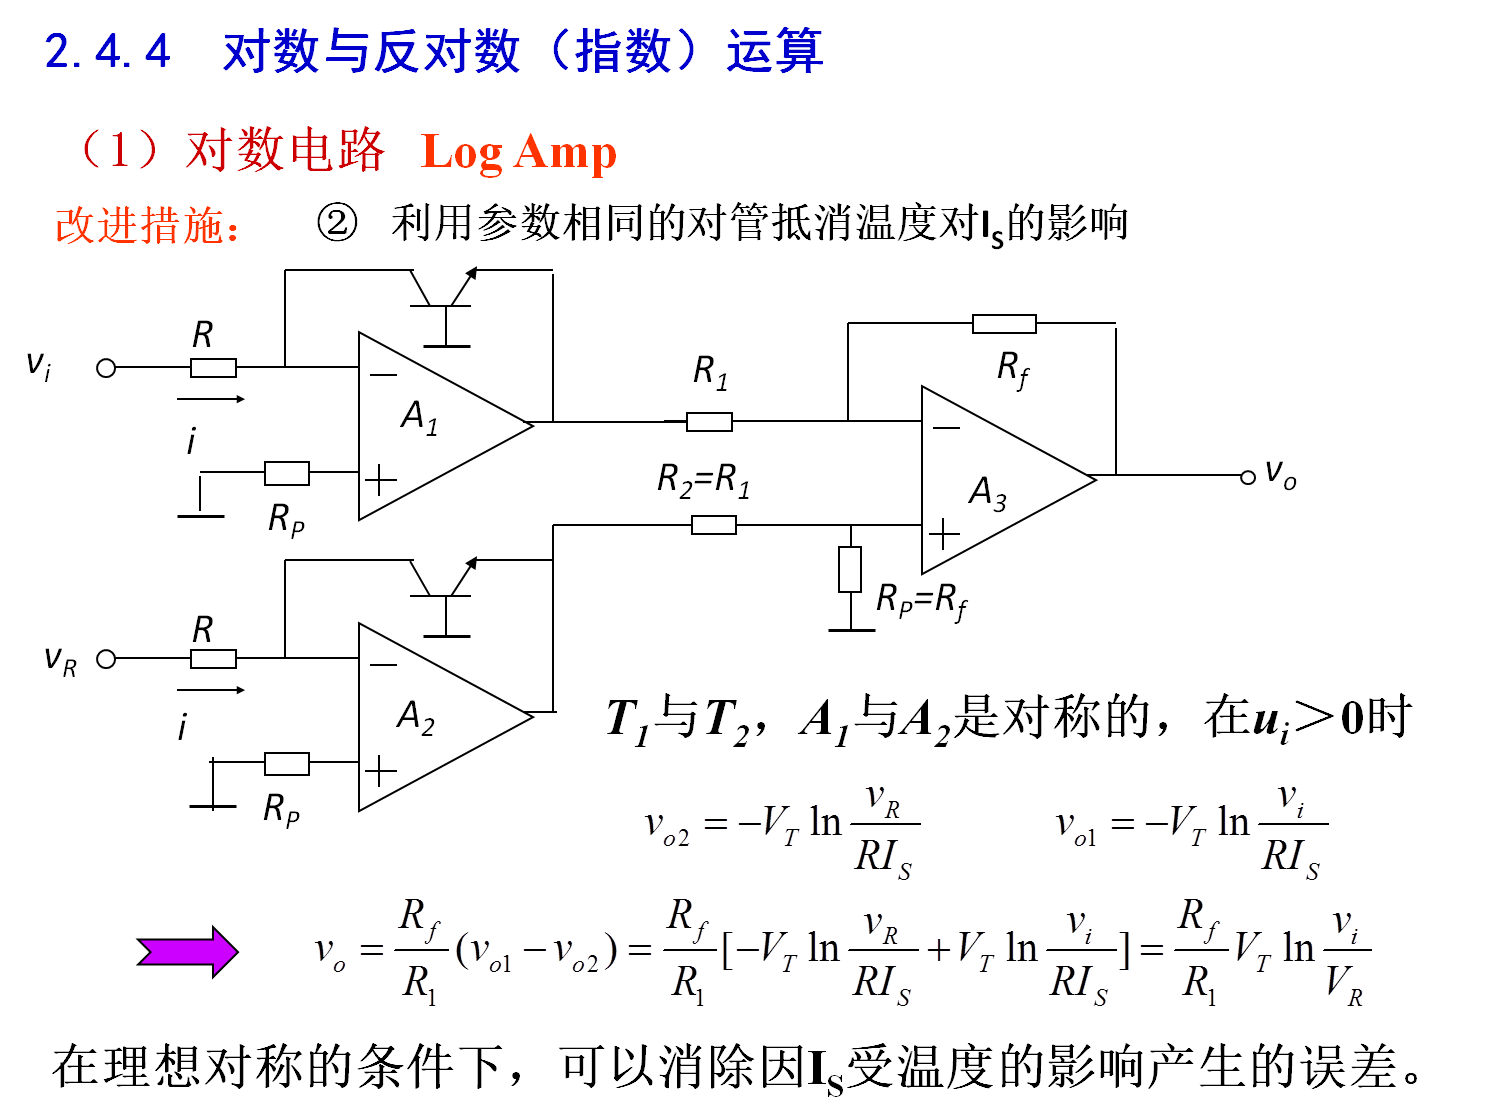 2.4.4 对数与反对数（指数）运算
（1）对数电路 Log Amp
改进措施： ② 利用参数相同的对管抵消温度对IS的影响
R
vi
i
A1
RP
R1
Rf
R2=R1
A3
vo
RP=Rf
R
vR
i
A2
RP
T1与T2，A1与A2是对称的，在ui＞0时
vo2 = −VT ln vR/RIS vo1 = −VT ln vi/RIS
vo = Rf/R1 (vo1 − vo2) = Rf/R1 [−VT ln vR/RIS + VT ln vi/RIS] = Rf/R1 VT ln vi/VR
在理想对称的条件下，可以消除因IS受温度的影响产生的误差。